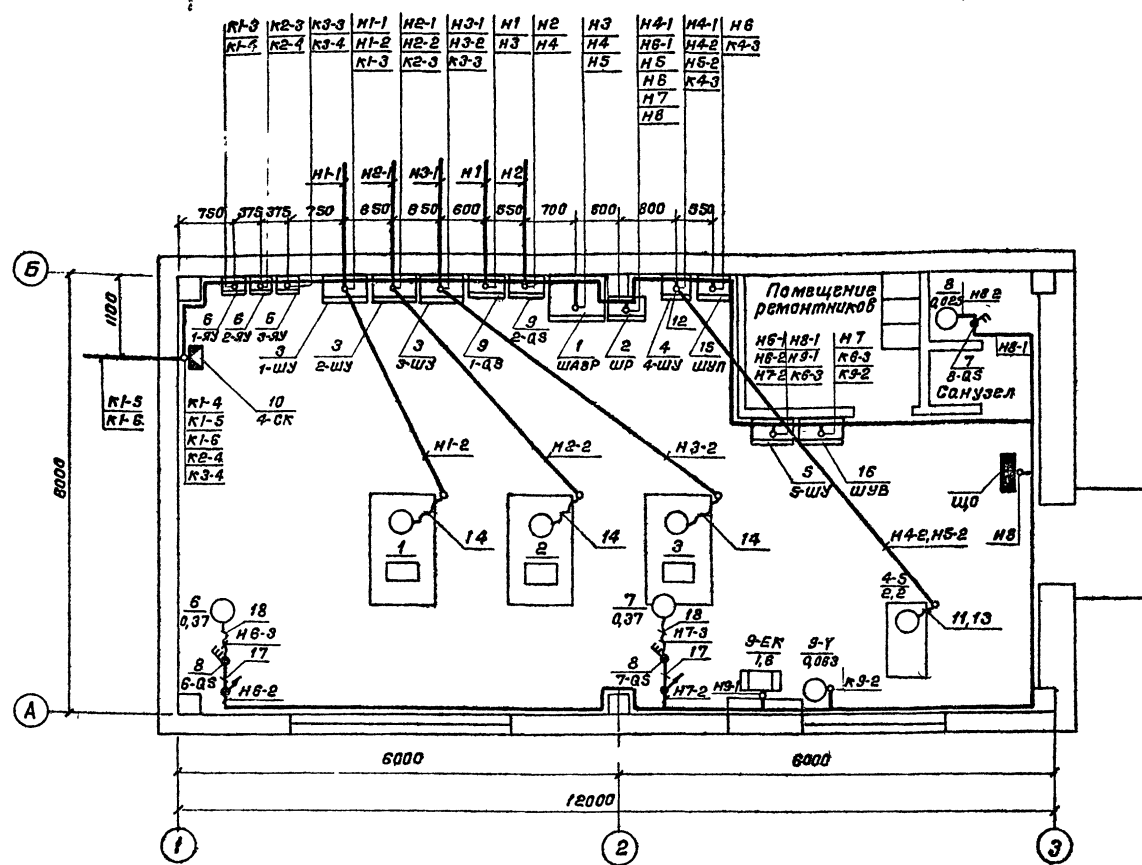 К1-3 К2-3 К3-3 Н1-1 Н2-1 Н3-1 Н1 Н2 Н3 Н4-1 Н4-1 Н6
К1-4 К2-4 К3-4 Н1-2 Н2-2 Н3-2 Н3 Н4 Н4 Н6-1 Н4-2 К4-3
К1-3 К2-3 К3-3 Н5 Н5 Н5-2
Н6 К4-3
Н7
Н8
Н1-1 Н2-1 Н3-1 Н1 Н2
750 375 375 750 650 650 600 550 700 600 800 550
Б
1100
6000
6 6 6 3 3 3 9 9 1 2 4 12 15
1-ЯУ 2-ЯУ 3-ЯУ 1-ШУ 2-ШУ 3-ШУ 1-QS 2-QS ШАВР ШР 4-ШУ ШУП
Помещение
ремонтников
8
0,025
Н8-2
7
8-QS
Н8-1
Санузел
К1-5
К1-6
10
4-СК
К1-4
К1-5
К1-6
К2-4
К3-4
Н6-1 Н8-1 Н7
Н6-2 Н9-1 К6-3
Н7-2 К6-3 К9-2
5
5-ШУ
16
ШУВ
ЩО
Н8
Н1-2 Н2-2 Н3-2
Н4-2, Н5-2
14 14 14
1 2 3
4-5
2,2
11,13
6
0,37
18
Н6-3
17
8
6-QS
Н6-2
7
0,37
18
Н7-3
17
8
7-QS
Н7-2
Н9-1
9-ЕК
1,6
9-Y
0,063
К9-2
А
6000 6000
12000
1 2 3